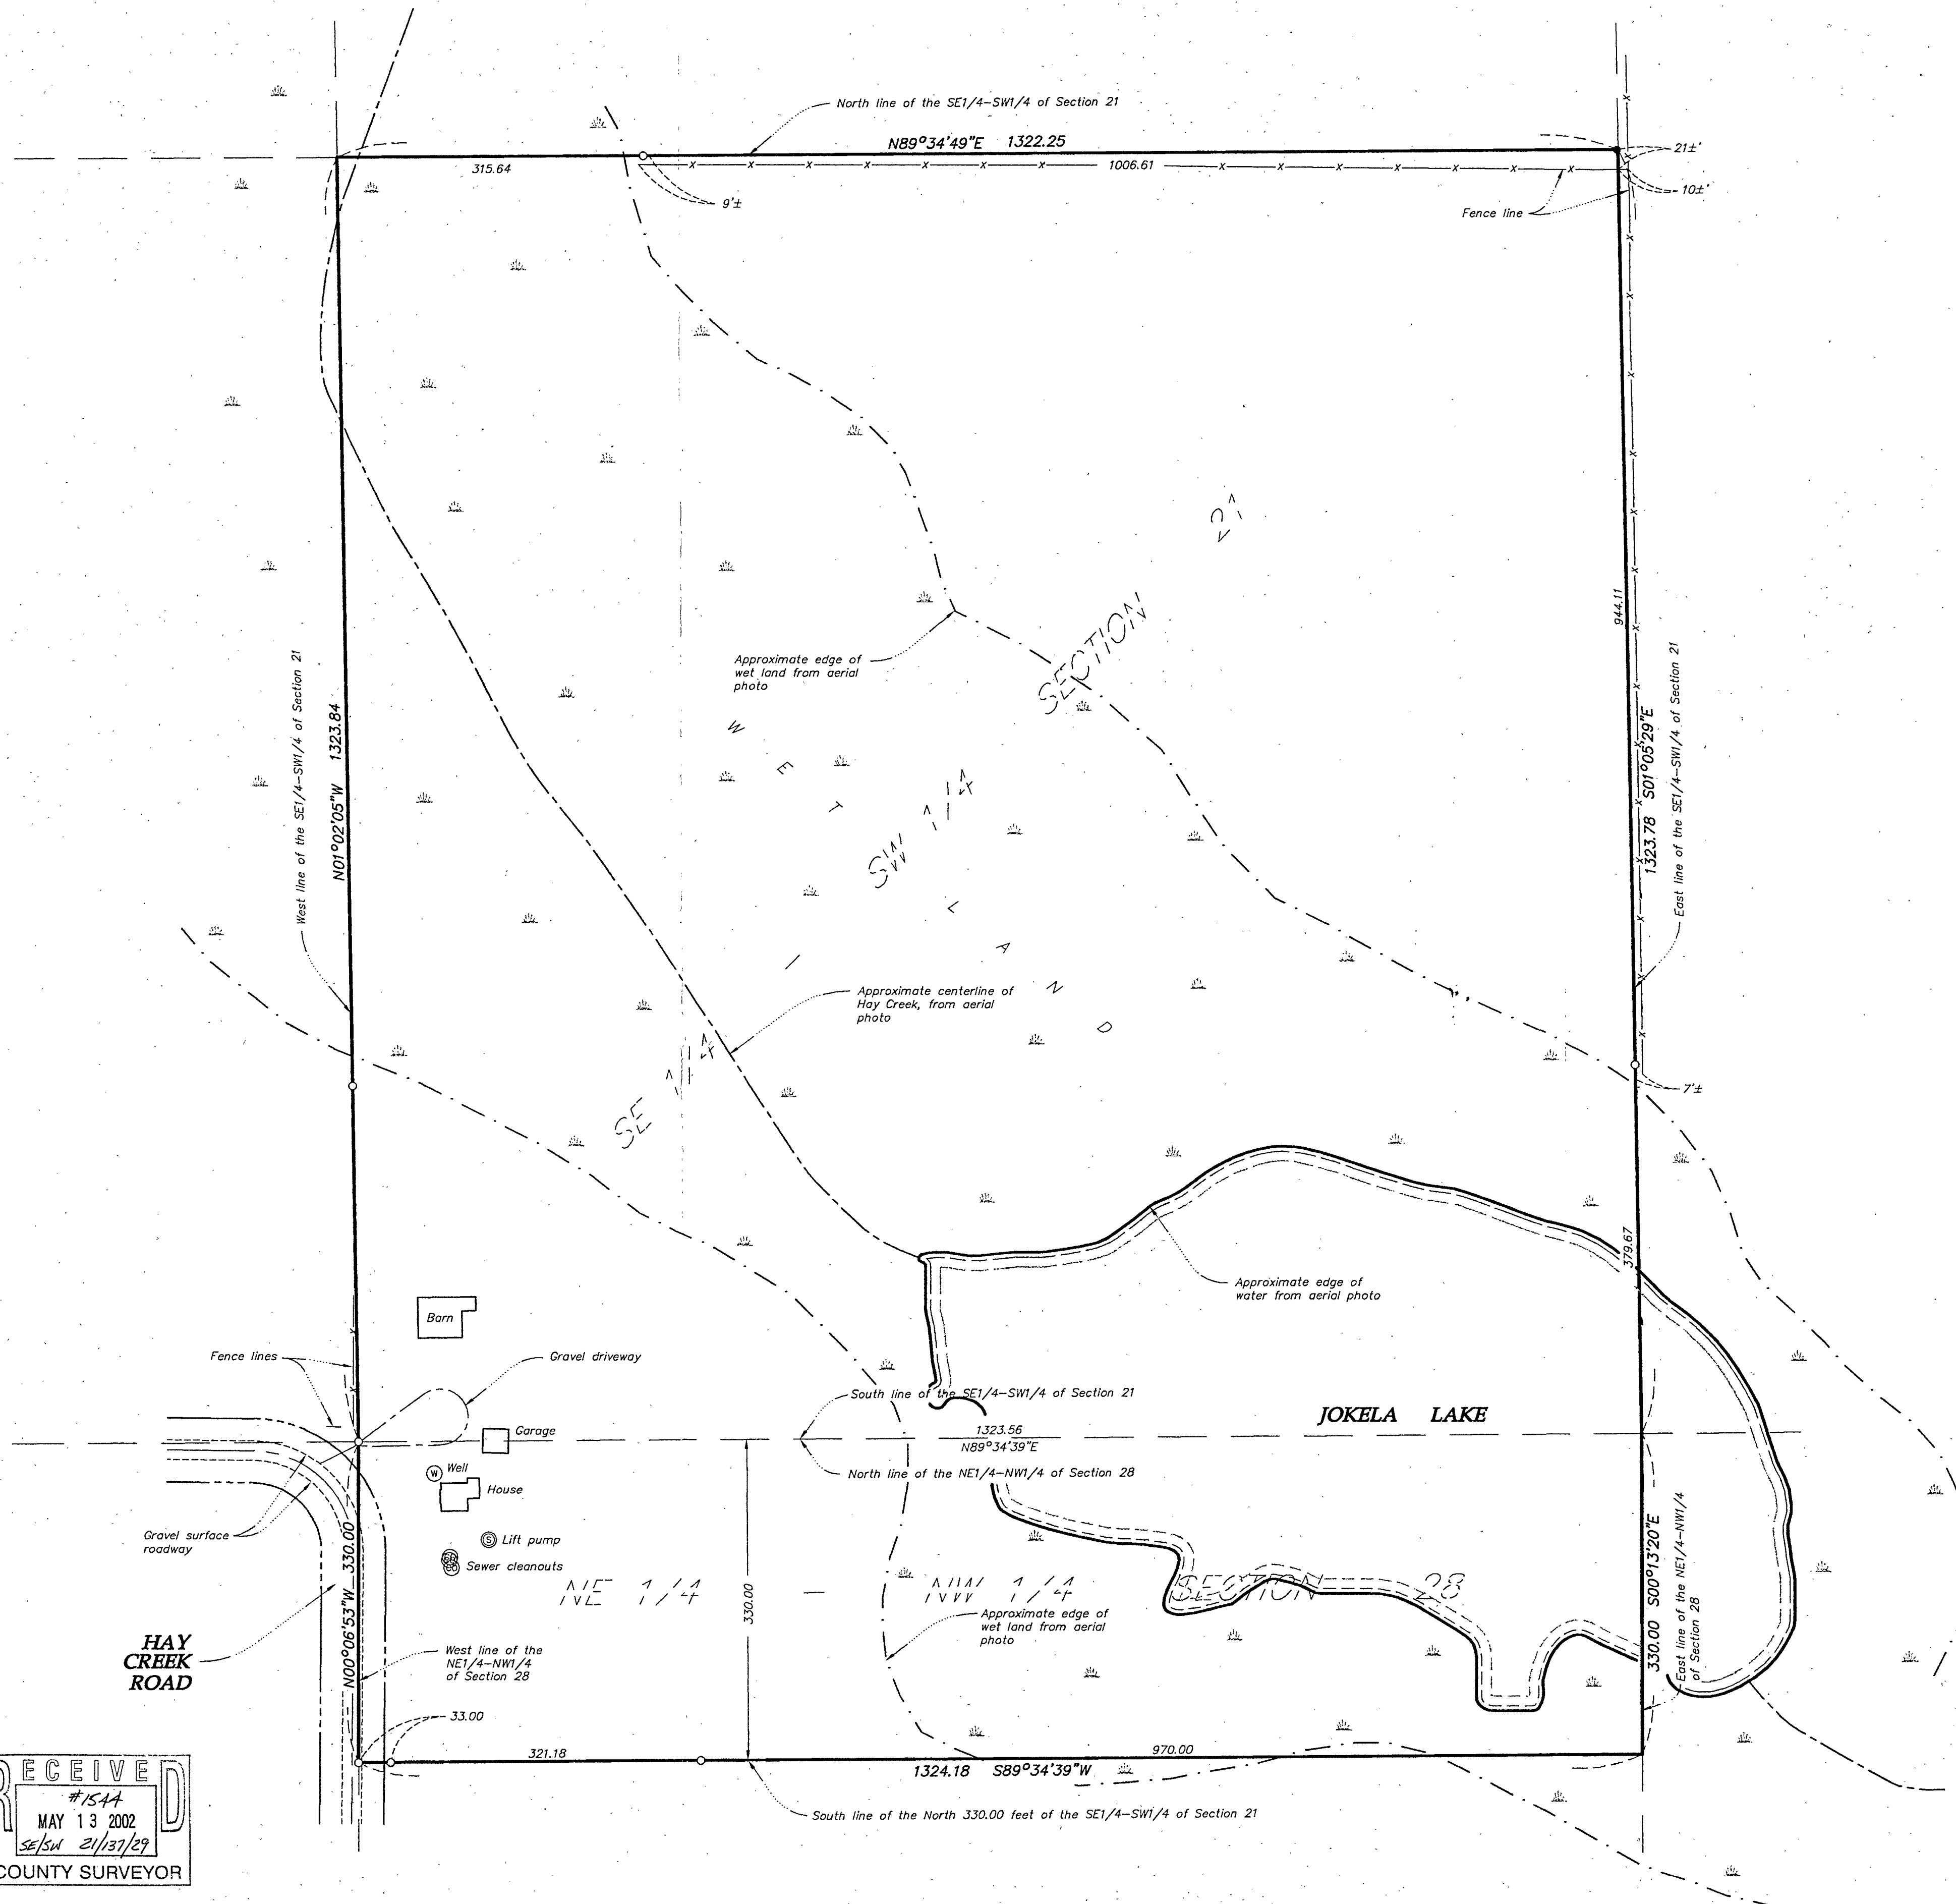 North line of the SE1/4-SW1/4 of Section 21
N89°34'49"E 1322.25
315.64
1006.61
21±'
10±'
9'±
Fence line
SECTION 21
944.11
Approximate edge of
wet land from aerial
photo
West line of the SE1/4-SW1/4 of Section 21
N01°02'05"W 1323.84
1323.78 S01°05'29"E
East line of the SE1/4-SW1/4 of Section 21
WETLAND
SE 1/4 - SW 1/4
Approximate centerline of
Hay Creek, from aerial
photo
7'±
379.67
Approximate edge of
water from aerial photo
Barn
Fence lines
Gravel driveway
South line of the SE1/4-SW1/4 of Section 21
1323.56
N89°34'39"E
JOKELA LAKE
Garage
W
Well
North line of the NE1/4-NW1/4 of Section 28
House
Gravel surface
roadway
S
Lift pump
Sewer cleanouts
NE 1/4 - NW 1/4 SECTION 28
N00°06'53"W 330.00
330.00
330.00 S00°13'20"E
East line of the NE1/4-NW1/4
of Section 28
Approximate edge of
wet land from aerial
photo
HAY
CREEK
ROAD
West line of the
NE1/4-NW1/4
of Section 28
33.00
321.18
970.00
1324.18 S89°34'39"W
South line of the North 330.00 feet of the SE1/4-SW1/4 of Section 21
RECEIVED
#1544
MAY 13 2002
SE/SW 21/137/29
COUNTY SURVEYOR